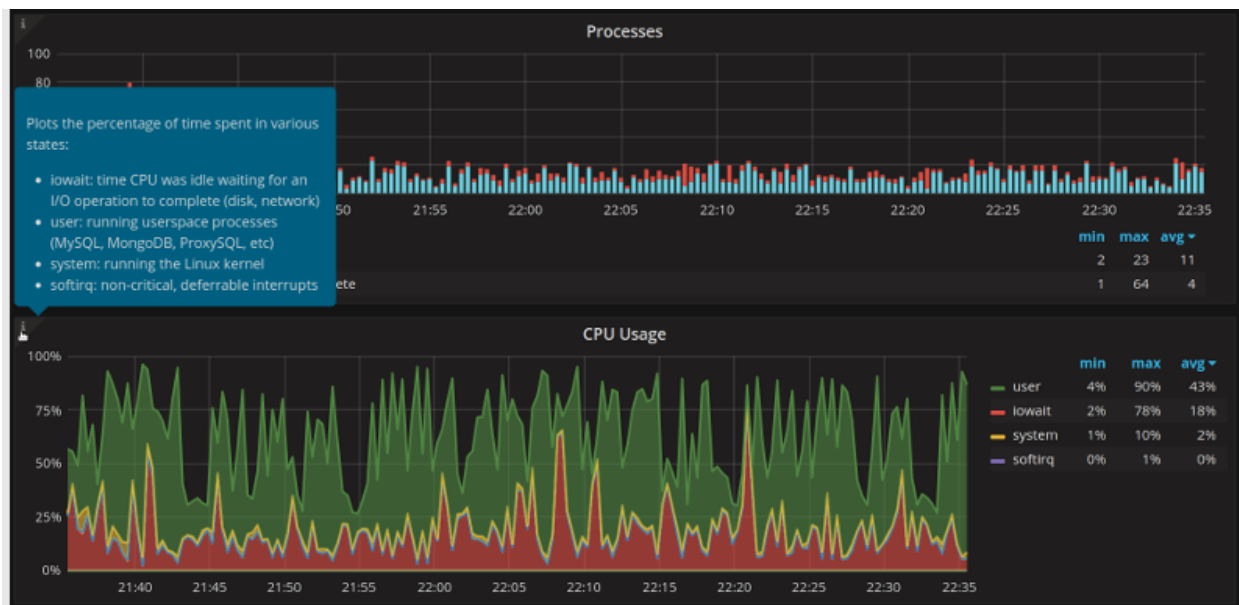 i
Processes
100
80
Plots the percentage of time spent in various
states:
• iowait: time CPU was idle waiting for an
I/O operation to complete (disk, network)
• user: running userspace processes
(MySQL, MongoDB, ProxySQL, etc)
• system: running the Linux kernel
• softirq: non-critical, deferrable interrupts
50 21:55 22:00 22:05 22:10 22:15 22:20 22:25 22:30 22:35
min max avg
2 23 11
ete 1 64 4
i
CPU Usage
100%
75%
50%
25%
0%
21:40 21:45 21:50 21:55 22:00 22:05 22:10 22:15 22:20 22:25 22:30 22:35
min max avg
user 4% 90% 43%
iowait 2% 78% 18%
system 1% 10% 2%
softirq 0% 1% 0%